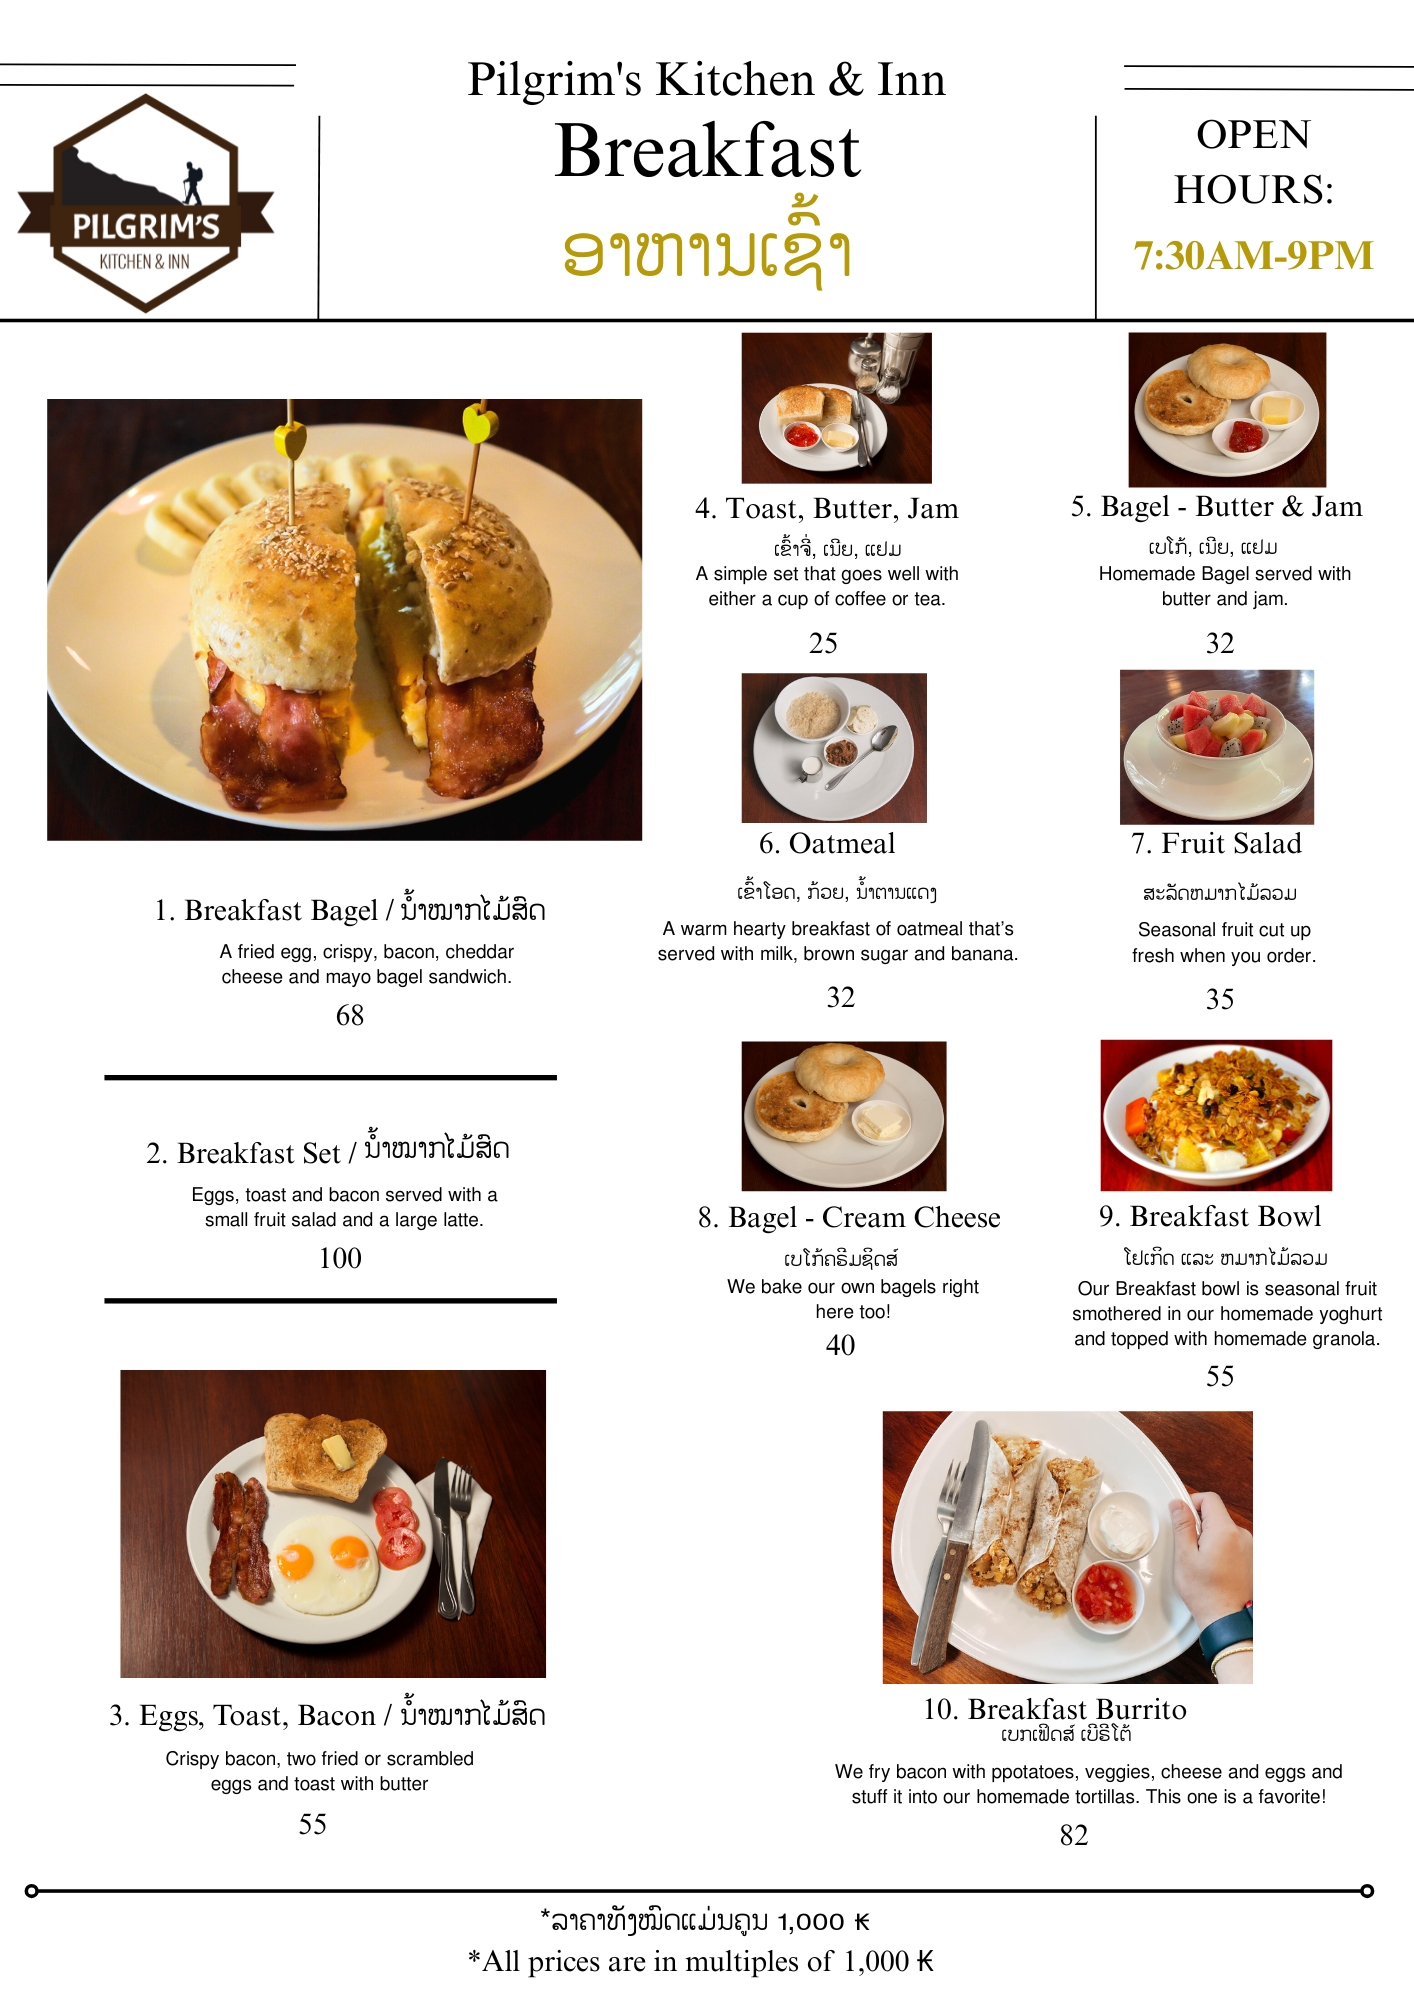 Pilgrim's Kitchen & Inn
Breakfast
ອາຫານເຊົ້າ
PILGRIM'S
KITCHEN & INN
OPEN
HOURS:
7:30AM-9PM
1. Breakfast Bagel / ນ້ຳໝາກໄມ້ສົດ
A fried egg, crispy, bacon, cheddar
cheese and mayo bagel sandwich.
68
2. Breakfast Set / ນ້ຳໝາກໄມ້ສົດ
Eggs, toast and bacon served with a
small fruit salad and a large latte.
100
3. Eggs, Toast, Bacon / ນ້ຳໝາກໄມ້ສົດ
Crispy bacon, two fried or scrambled
eggs and toast with butter
55
4. Toast, Butter, Jam
ເຂົ້າຈີ່, ເນີຍ, ແຢມ
A simple set that goes well with
either a cup of coffee or tea.
25
5. Bagel - Butter & Jam
ເບໂກ້, ເນີຍ, ແຢມ
Homemade Bagel served with
butter and jam.
32
6. Oatmeal
ເຂົ້າໂອດ, ກ້ວຍ, ນ້ຳຕານແດງ
A warm hearty breakfast of oatmeal that’s
served with milk, brown sugar and banana.
32
7. Fruit Salad
ສະລັດຫມາກໄມ້ລວມ
Seasonal fruit cut up
fresh when you order.
35
8. Bagel - Cream Cheese
ເບໂກ້ຄຣີມຊິດສ໌
We bake our own bagels right
here too!
40
9. Breakfast Bowl
ໂຢເກິດ ແລະ ຫມາກໄມ້ລວມ
Our Breakfast bowl is seasonal fruit
smothered in our homemade yoghurt
and topped with homemade granola.
55
10. Breakfast Burrito
ເບກເຟິດສ໌ ເບີຣິໂຕ້
We fry bacon with ppotatoes, veggies, cheese and eggs and
stuff it into our homemade tortillas. This one is a favorite!
82
*ລາຄາທັງໝົດແມ່ນຄູນ 1,000 ₭
*All prices are in multiples of 1,000 ₭